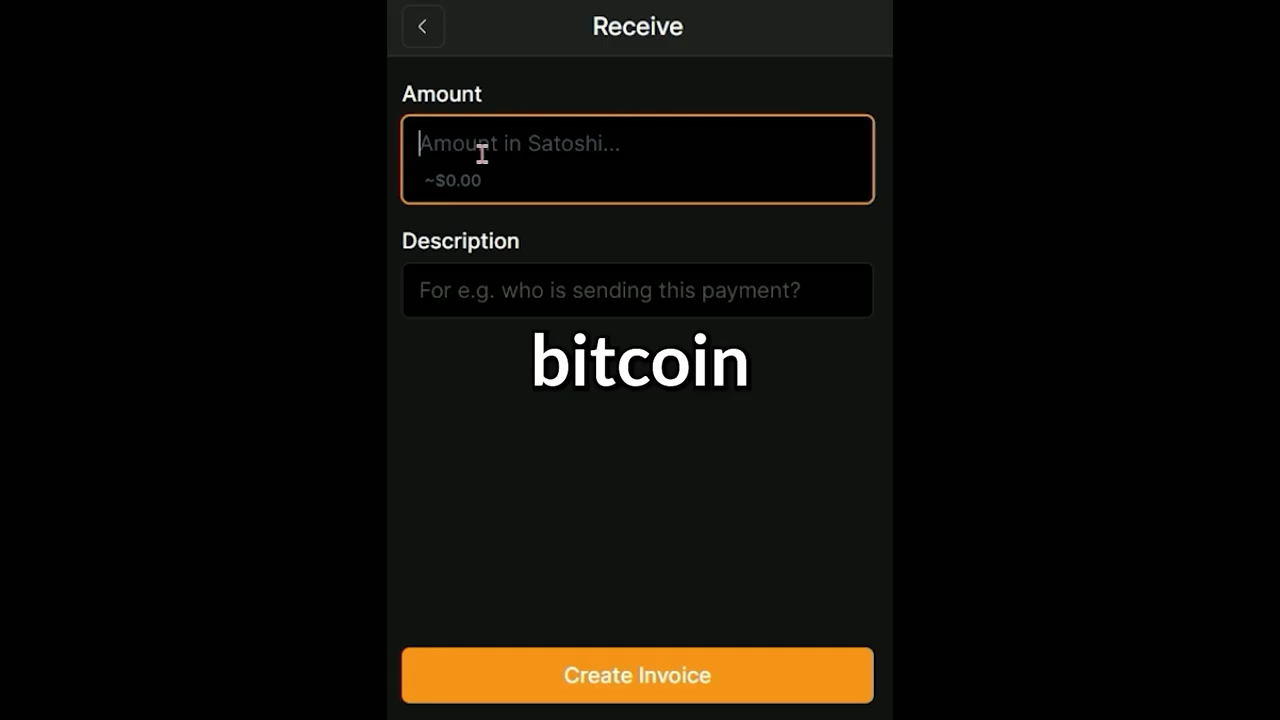 Receive
Amount
Amount in Satoshi...
~$0.00
Description
For e.g. who is sending this payment?
bitcoin
Create Invoice